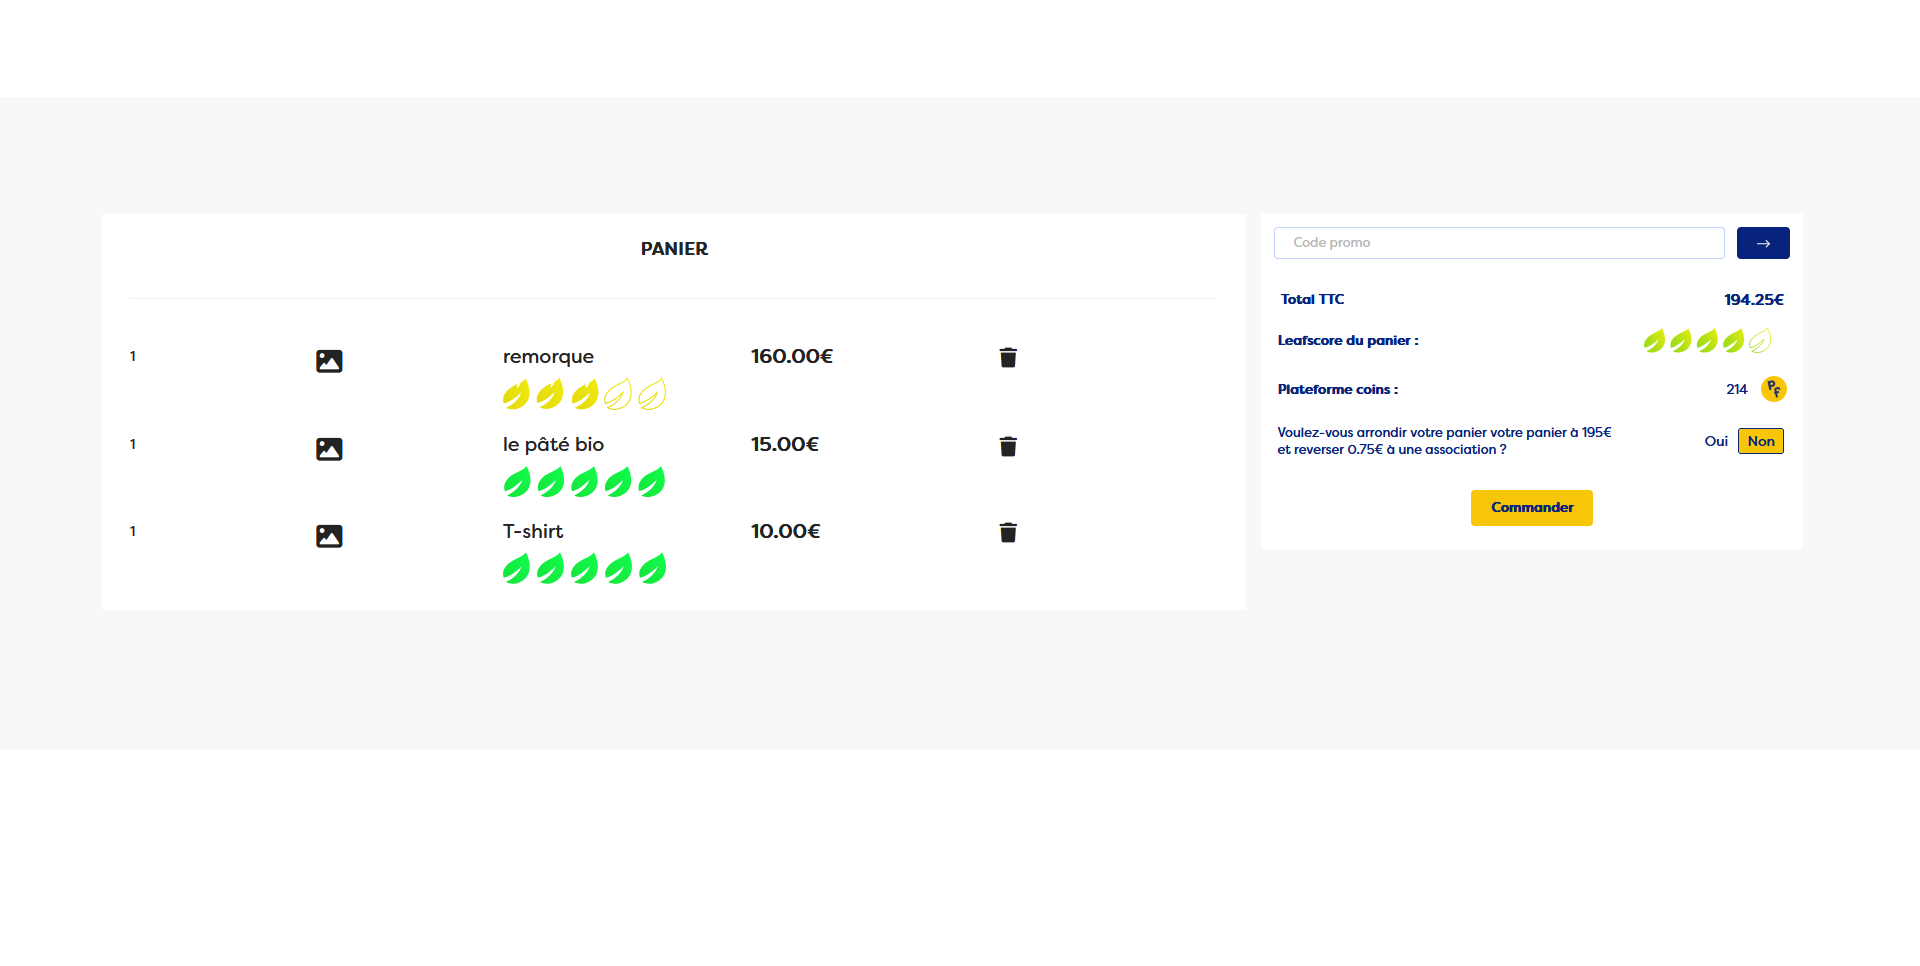 PANIER
1
remorque
160.00€
1
le pâté bio
15.00€
1
T-shirt
10.00€
Code promo
→
Total TTC
194.25€
Leafscore du panier :
Plateforme coins :
214
PF
Voulez-vous arrondir votre panier votre panier à 195€
et reverser 0.75€ à une association ?
Oui
Non
Commander